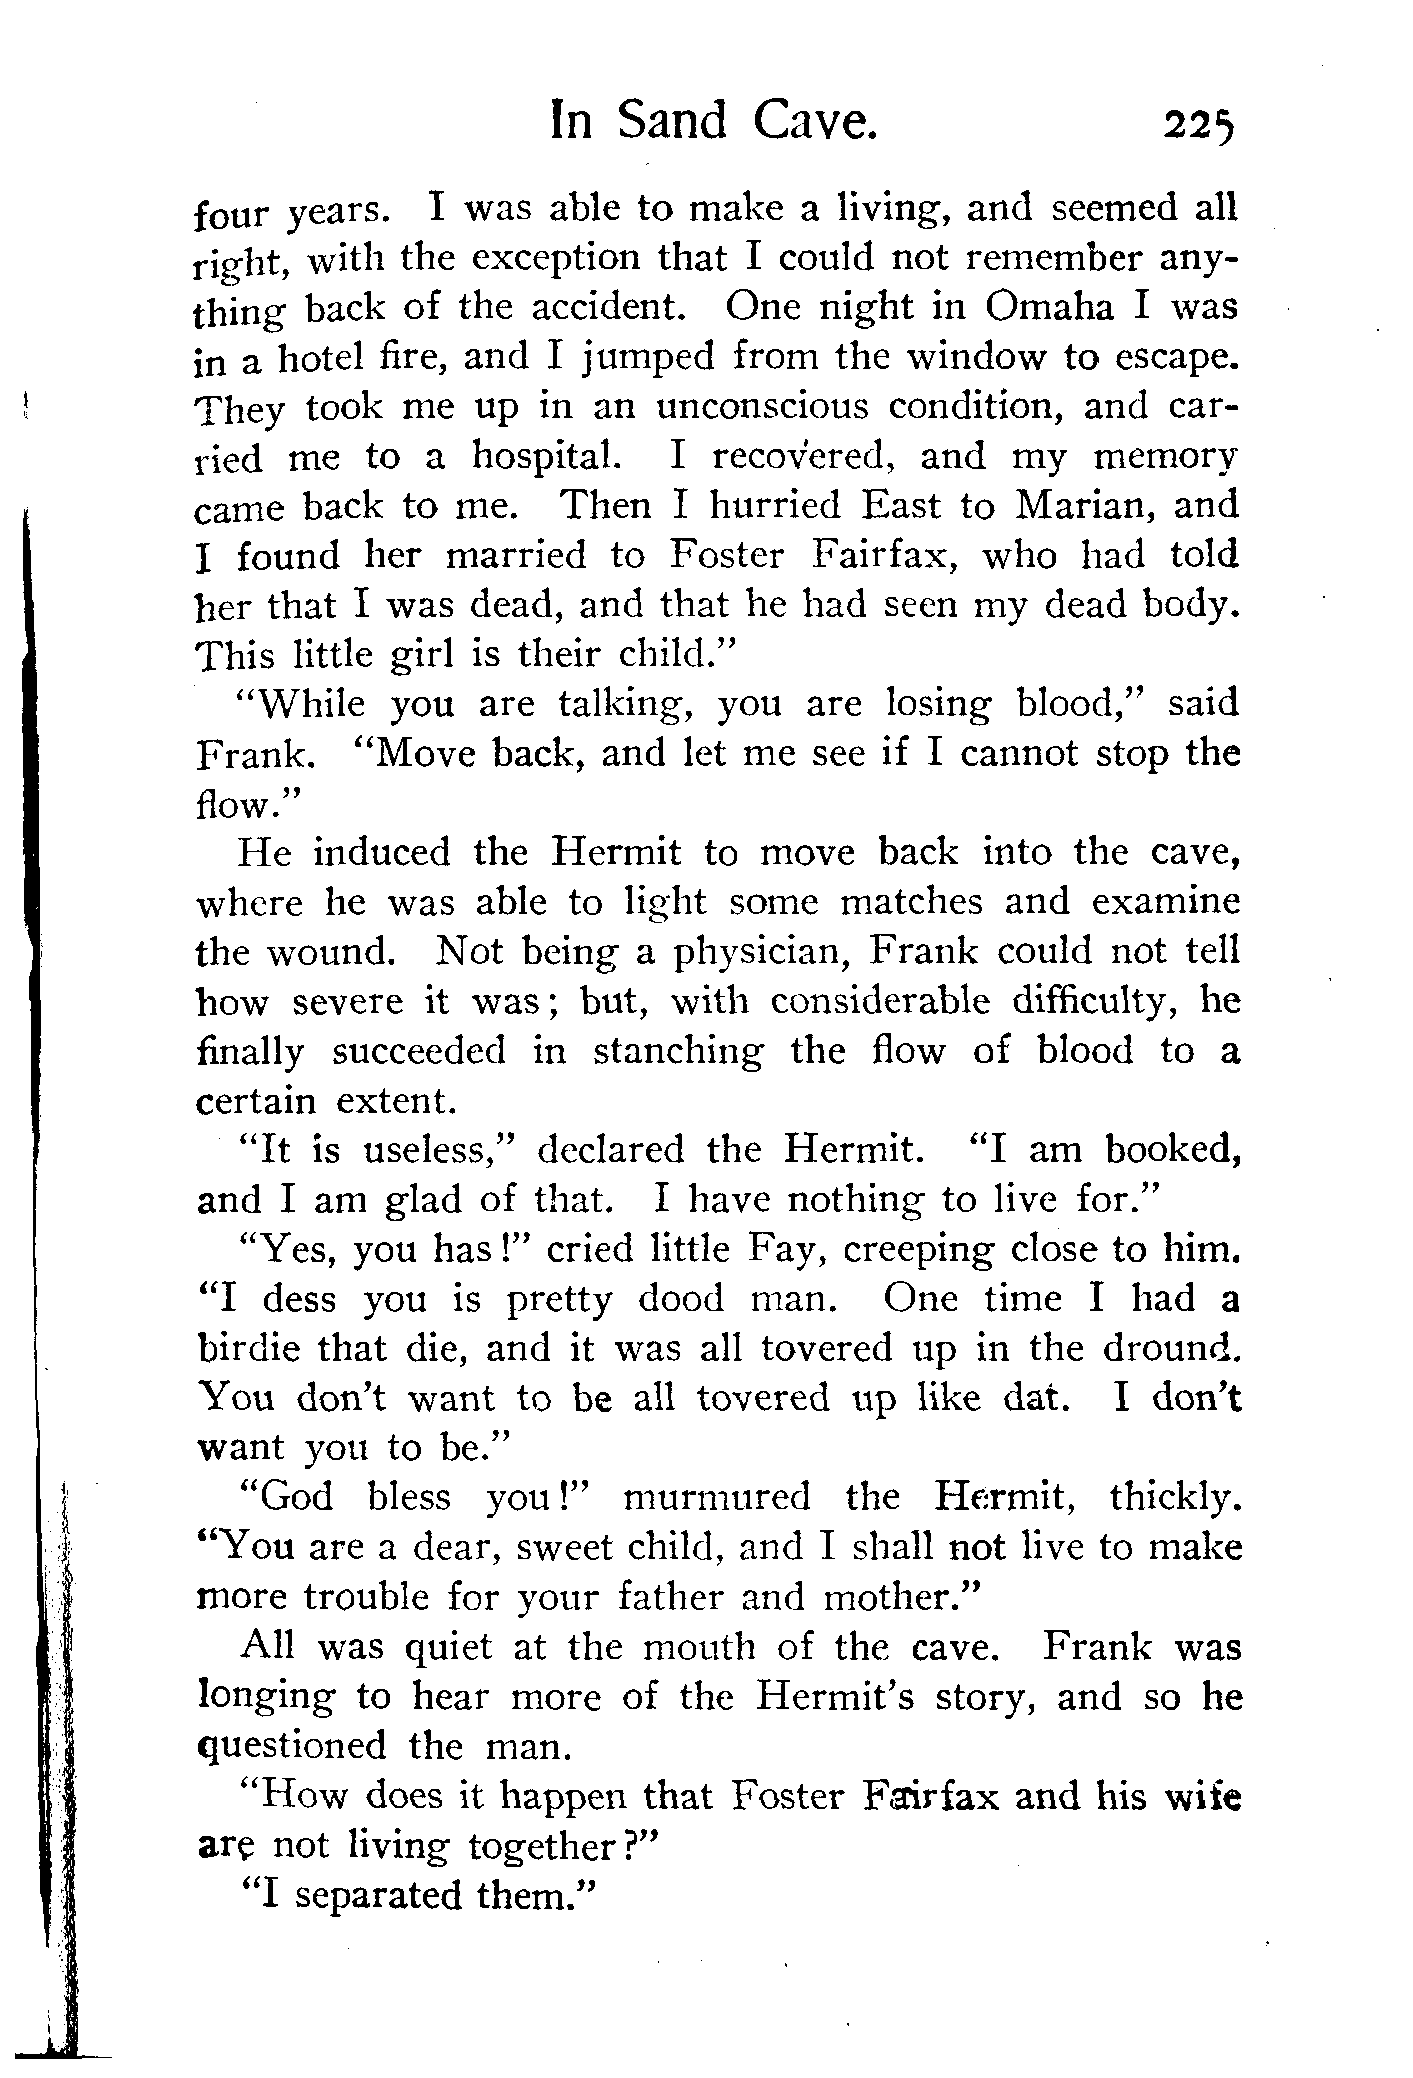 In Sand Cave. 225
four years. I was able to make a living, and seemed all
right, with the exception that I could not remember any-
thing back of the accident. One night in Omaha I was
in a hotel fire, and I jumped from the window to escape.
They took me up in an unconscious condition, and car-
ried me to a hospital. I recovered, and my memory
came back to me. Then I hurried East to Marian, and
I found her married to Foster Fairfax, who had told
her that I was dead, and that he had seen my dead body.
This little girl is their child."
"While you are talking, you are losing blood," said
Frank. "Move back, and let me see if I cannot stop the
flow."
He induced the Hermit to move back into the cave,
where he was able to light some matches and examine
the wound. Not being a physician, Frank could not tell
how severe it was; but, with considerable difficulty, he
finally succeeded in stanching the flow of blood to a
certain extent.
"It is useless," declared the Hermit. "I am booked,
and I am glad of that. I have nothing to live for."
"Yes, you has!" cried little Fay, creeping close to him.
"I dess you is pretty dood man. One time I had a
birdie that die, and it was all tovered up in the dround.
You don't want to be all tovered up like dat. I don't
want you to be."
"God bless you!" murmured the Hermit, thickly.
"You are a dear, sweet child, and I shall not live to make
more trouble for your father and mother."
All was quiet at the mouth of the cave. Frank was
longing to hear more of the Hermit's story, and so he
questioned the man.
"How does it happen that Foster Fairfax and his wife
are not living together?"
"I separated them."